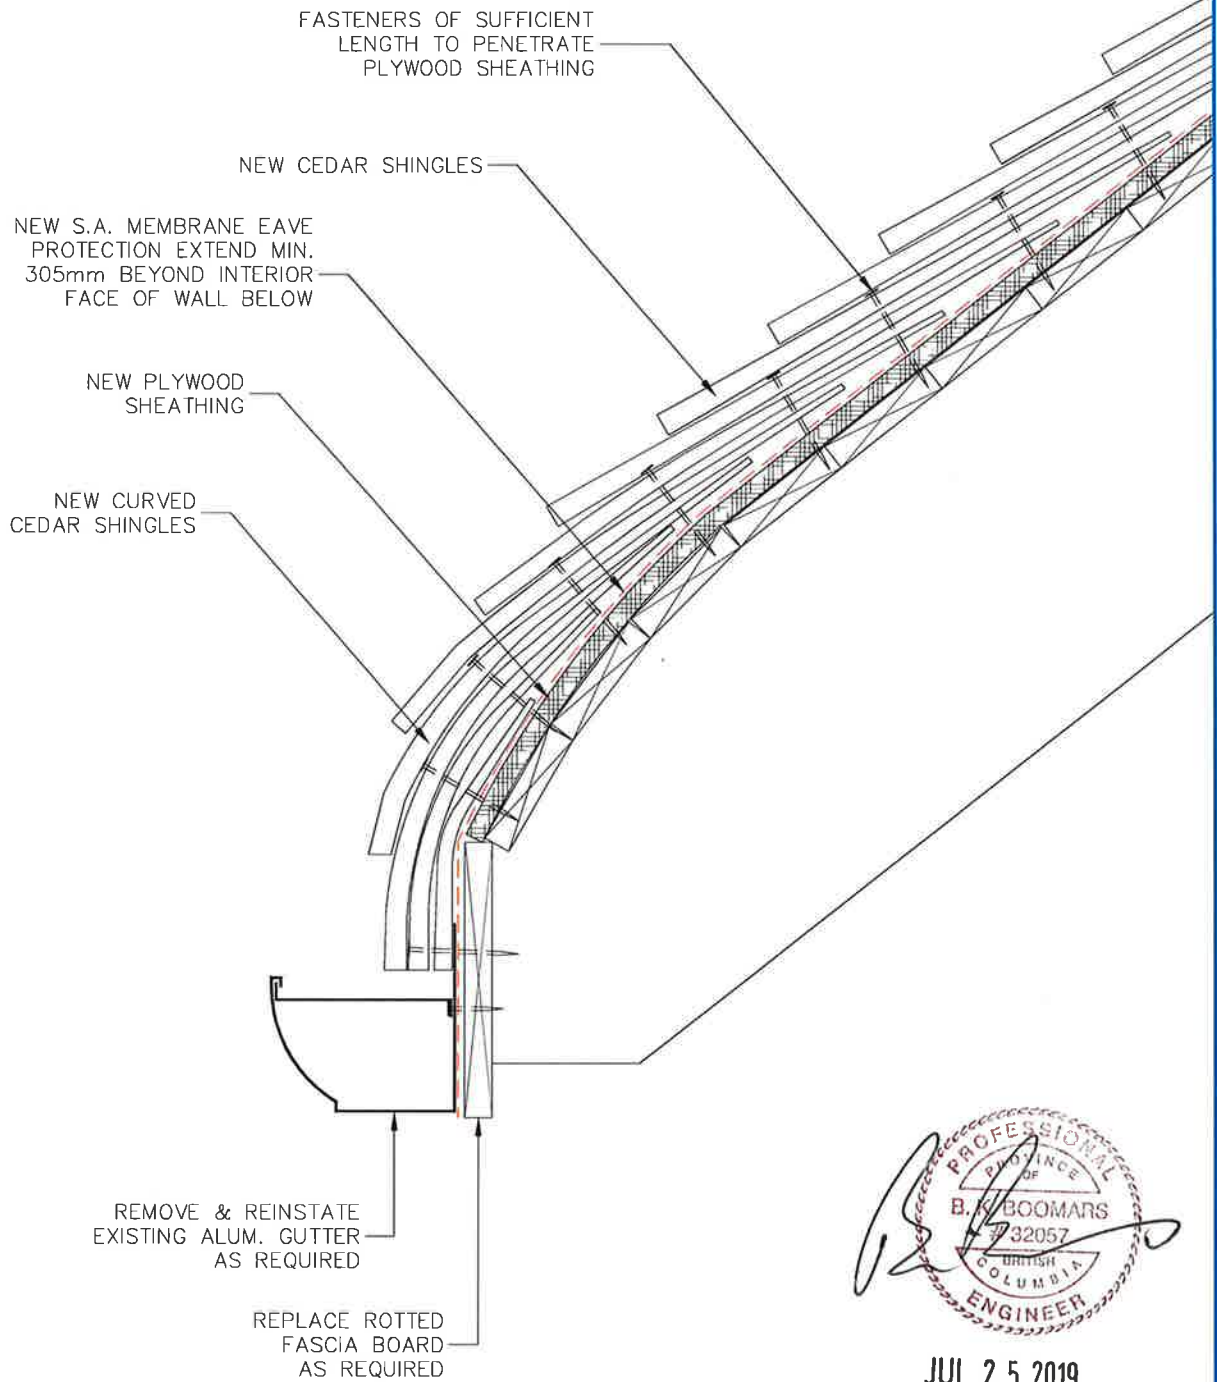 FASTENERS OF SUFFICIENT
LENGTH TO PENETRATE
PLYWOOD SHEATHING
NEW CEDAR SHINGLES
NEW S.A. MEMBRANE EAVE
PROTECTION EXTEND MIN.
305mm BEYOND INTERIOR
FACE OF WALL BELOW
NEW PLYWOOD
SHEATHING
NEW CURVED
CEDAR SHINGLES
REMOVE & REINSTATE
EXISTING ALUM. GUTTER
AS REQUIRED
REPLACE ROTTED
FASCIA BOARD
AS REQUIRED
PROFESSIONAL
PROVINCE
OF
B. K. BOOMARS
# 32057
BRITISH
COLUMBIA
ENGINEER
JUL 25 2019